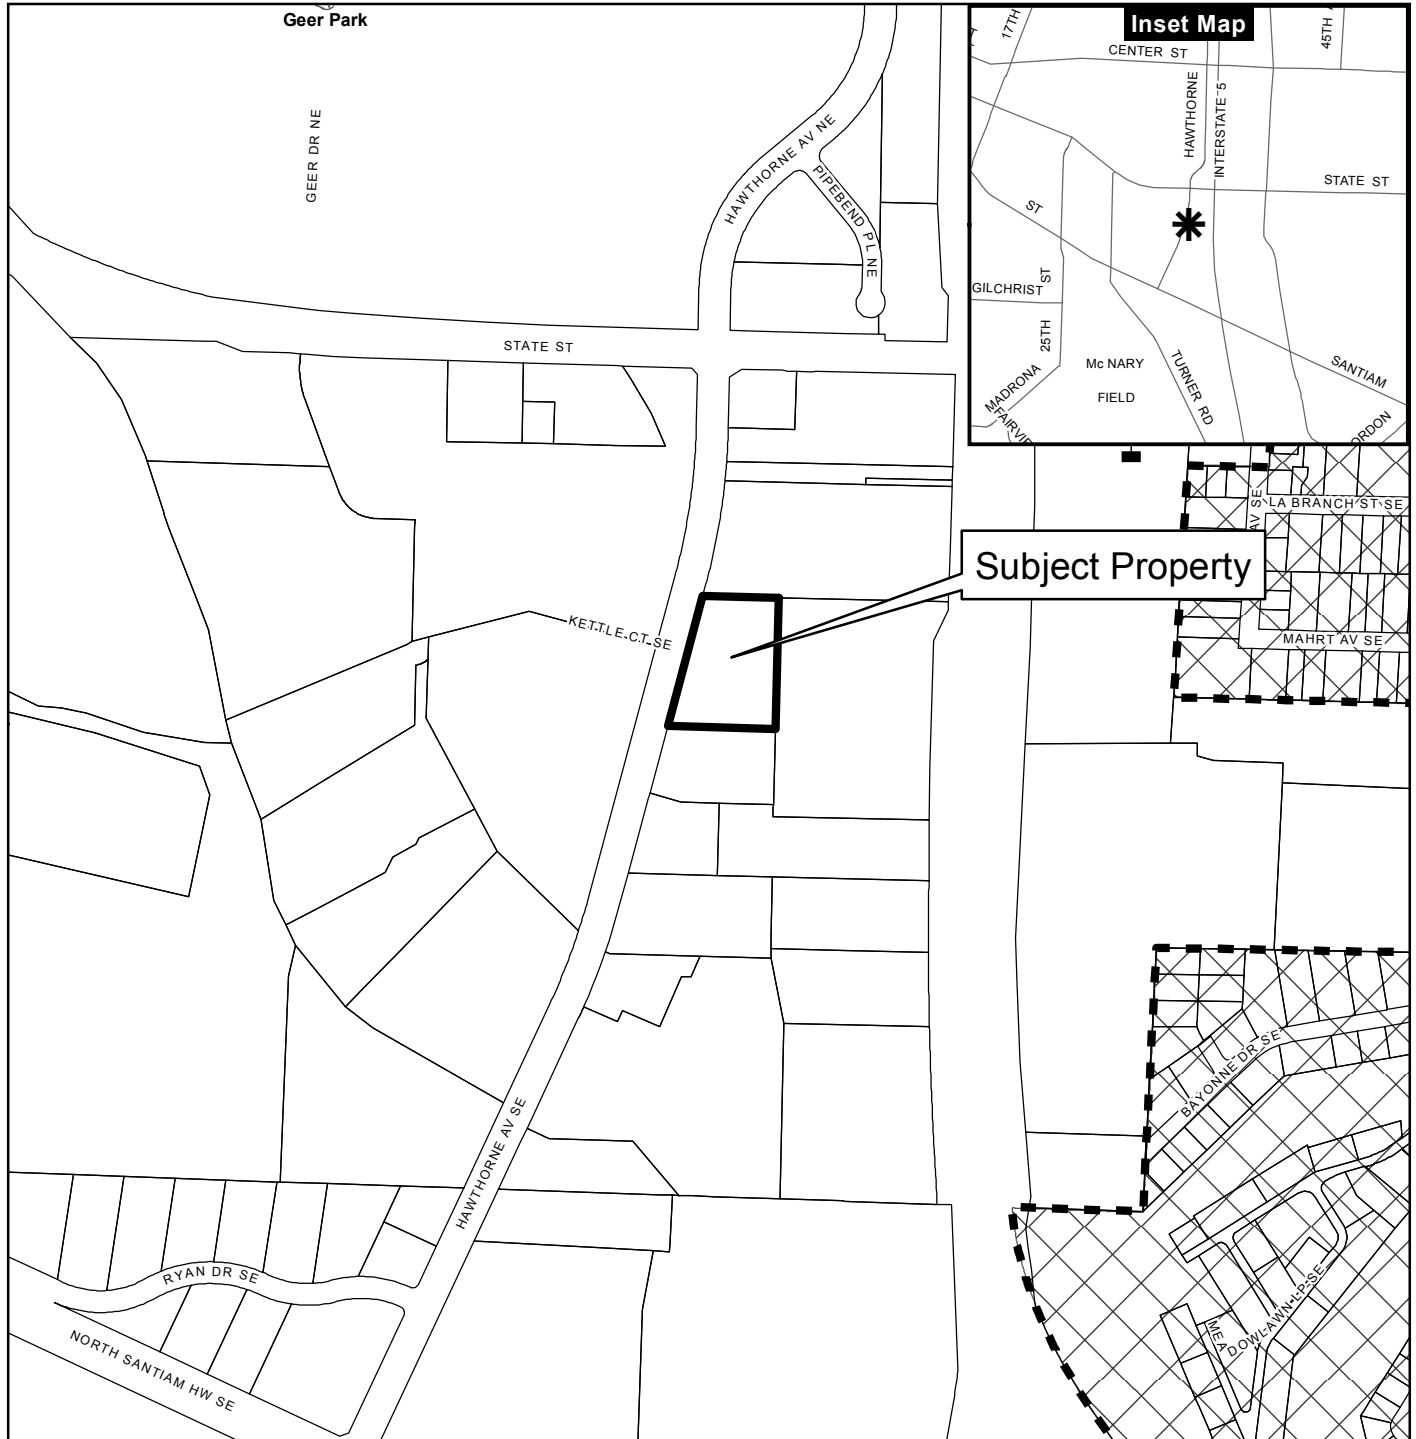 Geer Park
GEER DR NE
HAWTHORNE AV NE
PIPEBEND PL NE
STATE ST
KETTLE CT SE
Subject Property
AV SE
LA BRANCH ST SE
MAHRT AV SE
BAYONNE DR SE
MEADOWLAWN LP SE
HAWTHORNE AV SE
RYAN DR SE
NORTH SANTIAM HW SE
Inset Map
17TH
45TH
CENTER ST
HAWTHORNE
INTERSTATE 5
STATE ST
ST
GILCHRIST ST
25TH
Mc NARY
FIELD
TURNER RD
MADRONA
FAIRVI
SANTIAM
ORDON